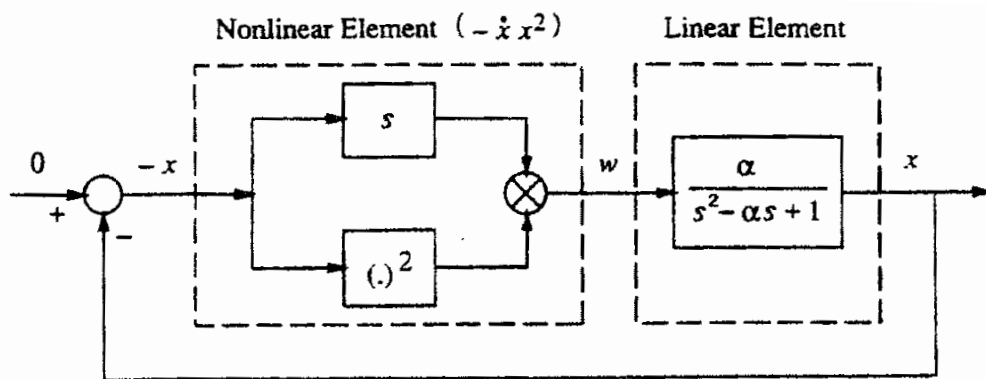 Nonlinear Element (− ẋ x²)
Linear Element
0
+
−
− x
s
(.)²
w
α
s² − αs + 1
x